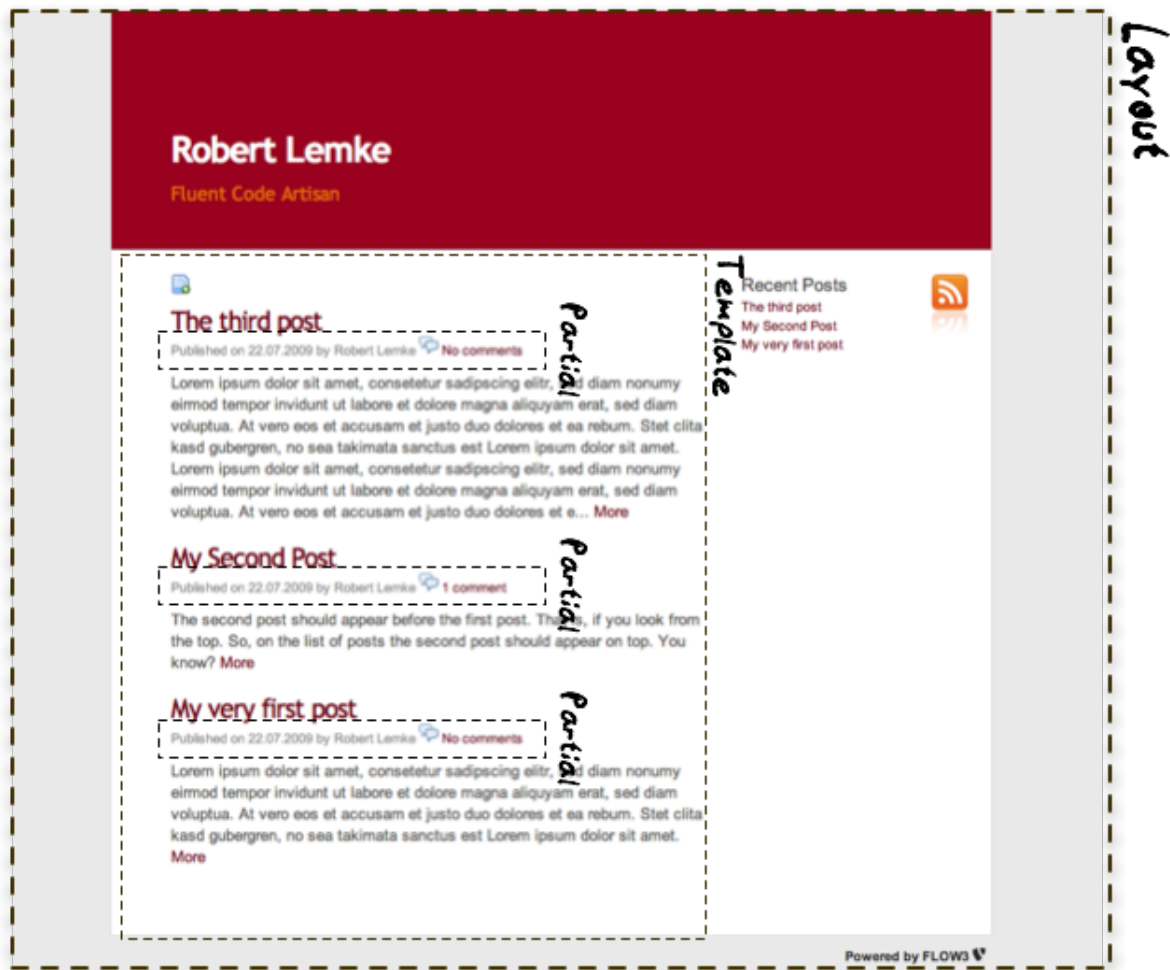 Layout
Robert Lemke
Fluent Code Artisan
Template
The third post
Partial
Published on 22.07.2009 by Robert Lemke No comments
Lorem ipsum dolor sit amet, consetetur sadipscing elitr, sed diam nonumy
eirmod tempor invidunt ut labore et dolore magna aliquyam erat, sed diam
voluptua. At vero eos et accusam et justo duo dolores et ea rebum. Stet clita
kasd gubergren, no sea takimata sanctus est Lorem ipsum dolor sit amet.
Lorem ipsum dolor sit amet, consetetur sadipscing elitr, sed diam nonumy
eirmod tempor invidunt ut labore et dolore magna aliquyam erat, sed diam
voluptua. At vero eos et accusam et justo duo dolores et e... More
My Second Post
Partial
Published on 22.07.2009 by Robert Lemke 1 comment
The second post should appear before the first post. Thanks, if you look from
the top. So, on the list of posts the second post should appear on top. You
know? More
My very first post
Partial
Published on 22.07.2009 by Robert Lemke No comments
Lorem ipsum dolor sit amet, consetetur sadipscing elitr, sed diam nonumy
eirmod tempor invidunt ut labore et dolore magna aliquyam erat, sed diam
voluptua. At vero eos et accusam et justo duo dolores et ea rebum. Stet clita
kasd gubergren, no sea takimata sanctus est Lorem ipsum dolor sit amet.
More
Recent Posts
The third post
My Second Post
My very first post
Powered by FLOW3